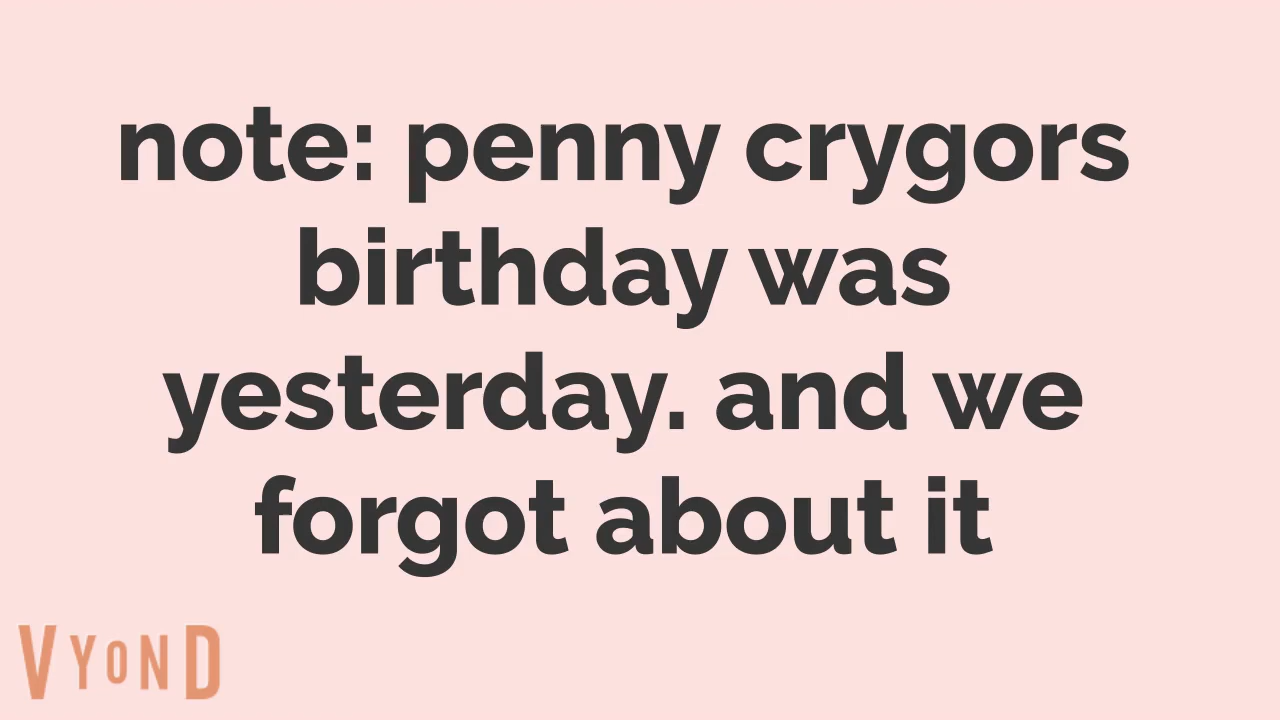 note: penny crygors
birthday was
yesterday. and we
forgot about it
VYOND